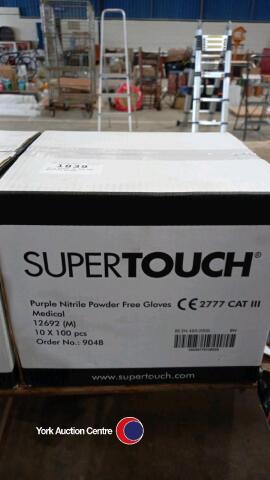 1939
SUPERTOUCH®
Purple Nitrile Powder Free Gloves CE 2777 CAT III
Medical
12692 (M)
10 X 100 pcs
Order No.: 9048
www.supertouch.com
York Auction Centre